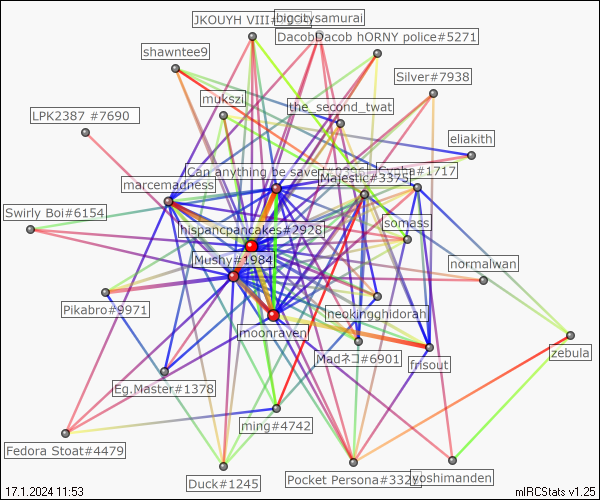 JKOUYH VIII#
bigcitysamurai
DacobDacob hORNY police#5271
shawntee9
Silver#7938
mukszi
the_second_twat
LPK2387 #7690
eliakith
Can anything be save
#1717
Majestic#3375
marcemadness
Swirly Boi#6154
hispancpancakes#2928
somass
Mushy#1984
normalwan
Pikabro#9971
neokingghidorah
moonraven
Madネコ#6901
frisout
zebula
Eg.Master#1378
ming#4742
Fedora Stoat#4479
Duck#1245
Pocket Persona#332
yoshimanden
17.1.2024 11:53
mIRCStats v1.25